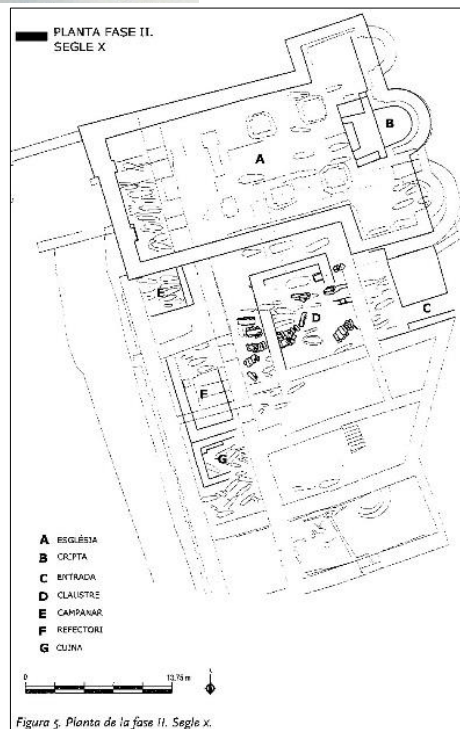 PLANTA FASE II.
SEGLE X
A
B
C
D
E
F
G
A ESGLÉSIA
B CRIPTA
C ENTRADA
D CLAUSTRE
E CAMPANAR
F REFECTORI
G CUINA
0 13,75 m
Figura 5. Planta de la fase II. Segle X.